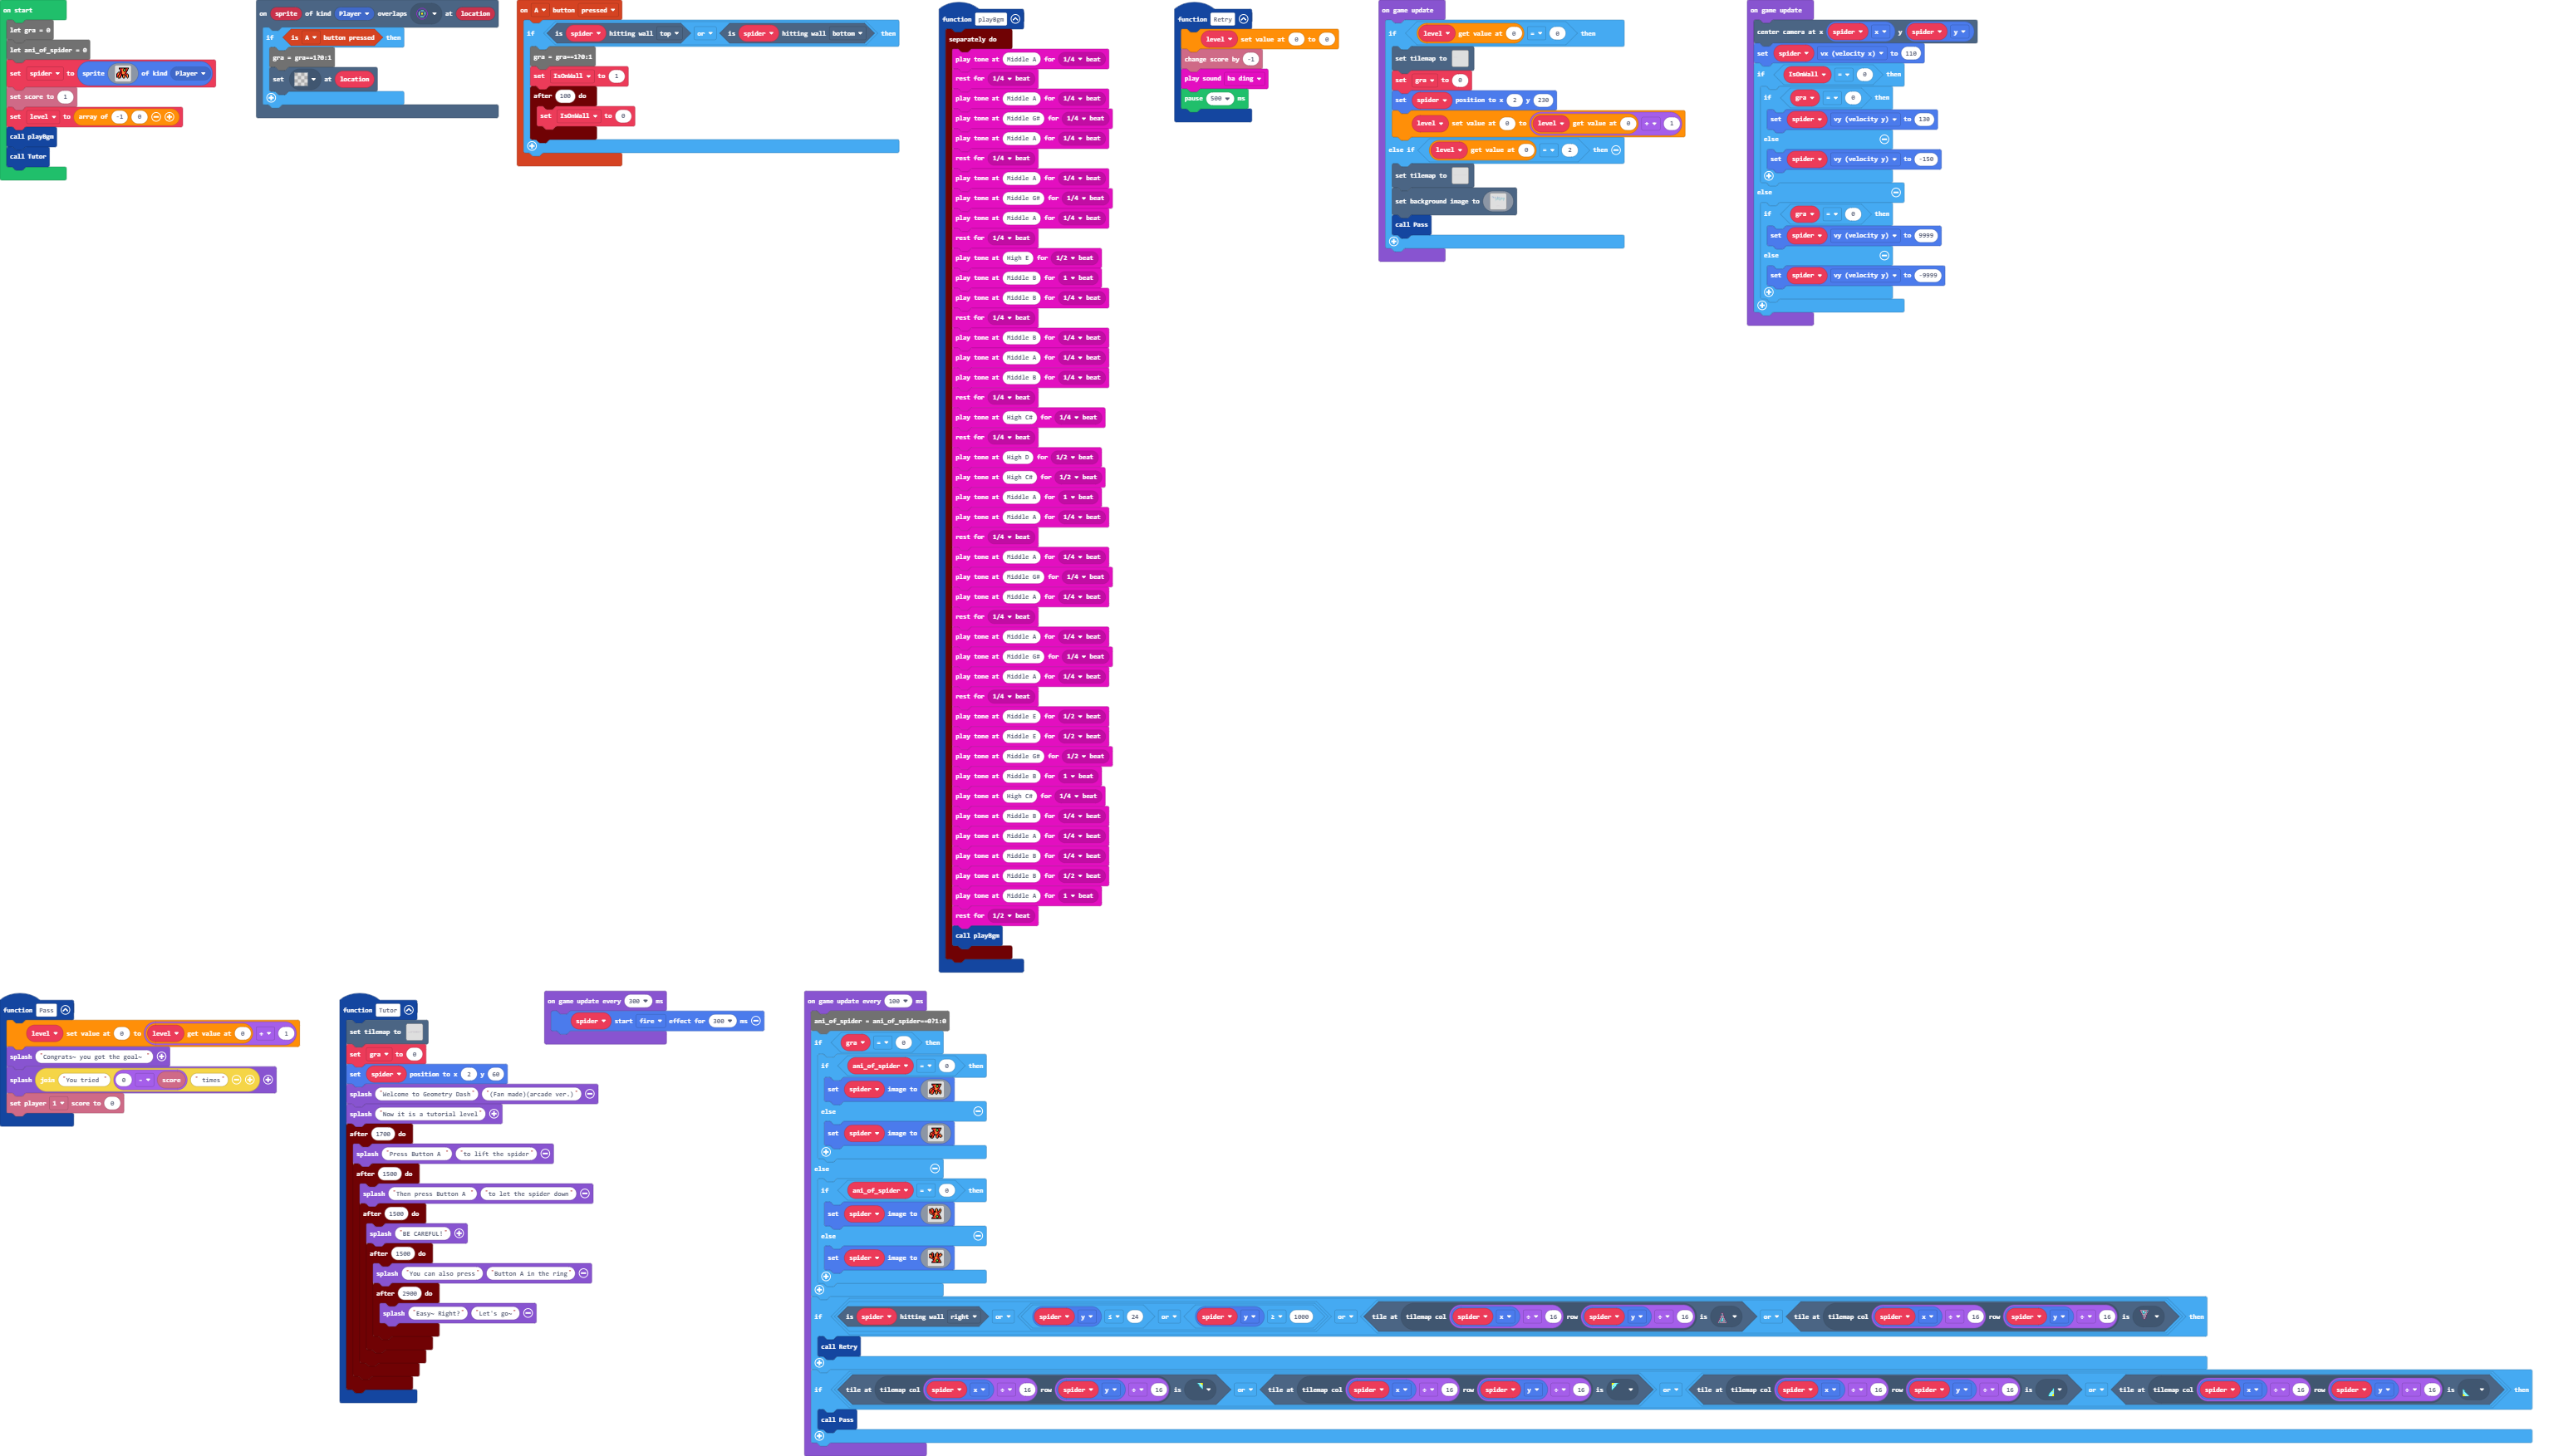 on start
let gra = 0
let ani_of_spider = 0
set spider to sprite of kind Player
set score to 1
set level to array of -1 0
call playBgm
call Tutor
on sprite of kind Player overlaps at location
if is A button pressed then
gra = gra==1?0:1
set at location
on A button pressed
if is spider hitting wall top or is spider hitting wall bottom then
gra = gra==1?0:1
set IsOnWall to 1
after 100 do
set IsOnWall to 0
function playBgm
separately do
play tone at Middle A for 1/4 beat
rest for 1/4 beat
play tone at Middle A for 1/4 beat
play tone at Middle G# for 1/4 beat
play tone at Middle A for 1/4 beat
rest for 1/4 beat
play tone at Middle A for 1/4 beat
play tone at Middle G# for 1/4 beat
play tone at Middle A for 1/4 beat
rest for 1/4 beat
play tone at High E for 1/2 beat
play tone at Middle B for 1 beat
play tone at Middle B for 1/4 beat
rest for 1/4 beat
play tone at Middle B for 1/4 beat
play tone at Middle A for 1/4 beat
play tone at Middle B for 1/4 beat
rest for 1/4 beat
play tone at High C# for 1/4 beat
rest for 1/4 beat
play tone at High D for 1/2 beat
play tone at High C# for 1/2 beat
play tone at Middle A for 1 beat
play tone at Middle A for 1/4 beat
rest for 1/4 beat
play tone at Middle A for 1/4 beat
play tone at Middle G# for 1/4 beat
play tone at Middle A for 1/4 beat
rest for 1/4 beat
play tone at Middle A for 1/4 beat
play tone at Middle G# for 1/4 beat
play tone at Middle A for 1/4 beat
rest for 1/4 beat
play tone at Middle E for 1/2 beat
play tone at Middle E for 1/2 beat
play tone at Middle G# for 1/2 beat
play tone at Middle B for 1 beat
play tone at High C# for 1/4 beat
play tone at Middle B for 1/4 beat
play tone at Middle A for 1/4 beat
play tone at Middle B for 1/4 beat
play tone at Middle B for 1/2 beat
play tone at Middle A for 1 beat
rest for 1/2 beat
call playBgm
function Retry
level set value at 0 to 0
change score by -1
play sound ba ding
pause 500 ms
on game update
if level get value at 0 = 0 then
set tilemap to
set gra to 0
set spider position to x 2 y 230
level set value at 0 to level get value at 0 + 1
else if level get value at 0 = 2 then
set tilemap to
set background image to
call Pass
on game update
center camera at x spider x y spider y
set spider vx (velocity x) to 110
if IsOnWall = 0 then
if gra = 0 then
set spider vy (velocity y) to 130
else
set spider vy (velocity y) to -150
else
if gra = 0 then
set spider vy (velocity y) to 9999
else
set spider vy (velocity y) to -9999
function Pass
level set value at 0 to level get value at 0 + 1
splash "Congrats~ you got the goal~ "
splash join "You tried " 0 - score " times"
set player 1 score to 0
function Tutor
set tilemap to
set gra to 0
set spider position to x 2 y 60
splash "Welcome to Geometry Dash" "(Fan made)(arcade ver.)"
splash "Now it is a tutorial level"
after 1700 do
splash "Press Button A " "to lift the spider"
after 1500 do
splash "Then press Button A " "to let the spider down"
after 1500 do
splash "BE CAREFUL!"
after 1500 do
splash "You can also press" "Button A in the ring"
after 2900 do
splash "Easy~ Right?" "Let's go~"
on game update every 300 ms
spider start fire effect for 300 ms
on game update every 100 ms
ani_of_spider = ani_of_spider==0?1:0
if gra = 0 then
if ani_of_spider = 0 then
set spider image to
else
set spider image to
else
if ani_of_spider = 0 then
set spider image to
else
set spider image to
if is spider hitting wall right or spider y ≤ 24 or spider y ≥ 1000 or tile at tilemap col spider x ÷ 16 row spider y ÷ 16 is or tile at tilemap col spider x ÷ 16 row spider y ÷ 16 is then
call Retry
if tile at tilemap col spider x ÷ 16 row spider y ÷ 16 is or tile at tilemap col spider x ÷ 16 row spider y ÷ 16 is or tile at tilemap col spider x ÷ 16 row spider y ÷ 16 is or tile at tilemap col spider x ÷ 16 row spider y ÷ 16 is then
call Pass